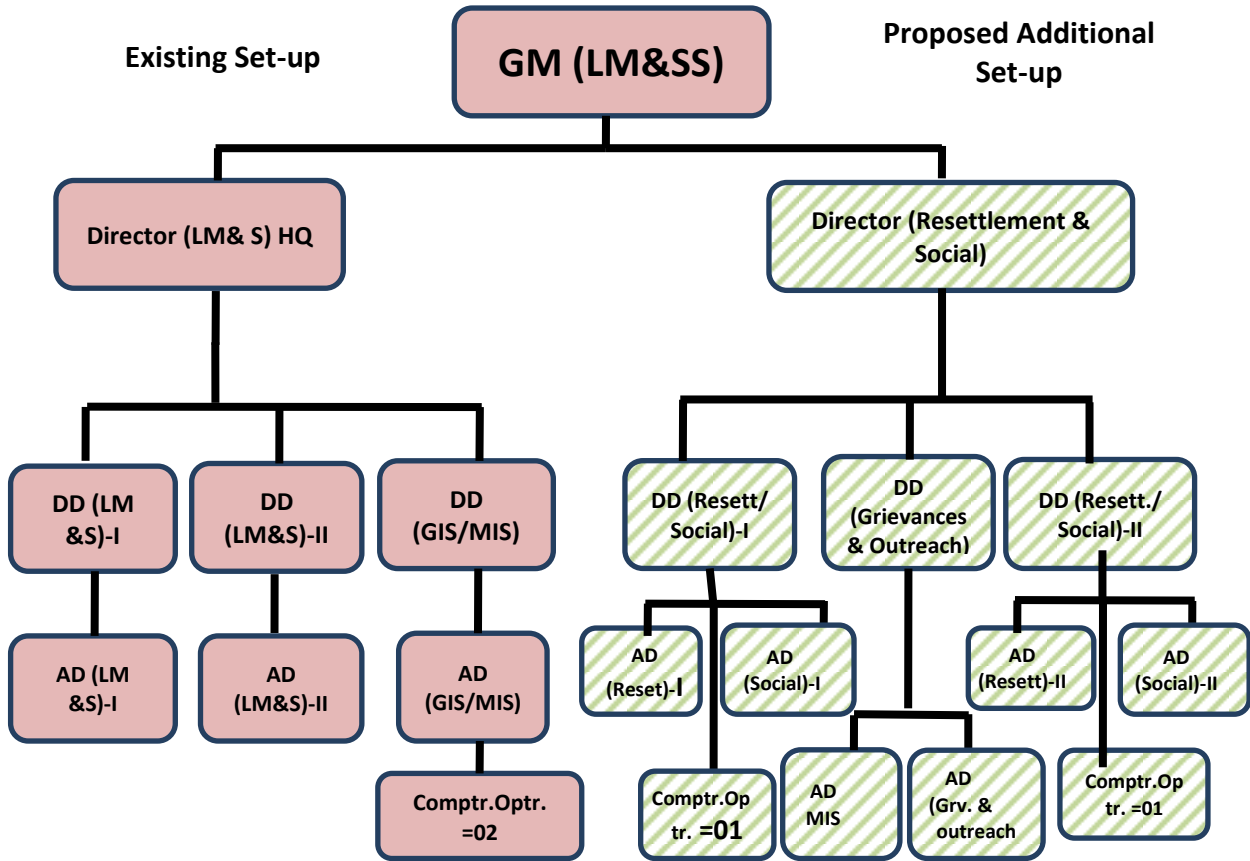 Existing Set-up
GM (LM&SS)
Proposed Additional
Set-up
Director (LM& S) HQ
Director (Resettlement &
Social)
DD (LM
&S)-I
DD
(LM&S)-II
DD
(GIS/MIS)
DD (Resett/
Social)-I
DD
(Grievances
& Outreach)
DD (Resett./
Social)-II
AD (LM
&S)-I
AD
(LM&S)-II
AD
(GIS/MIS)
AD
(Reset)-I
AD
(Social)-I
AD
(Resett)-II
AD
(Social)-II
Comptr.Optr.
=02
Comptr.Op
tr. =01
AD
MIS
AD
(Grv. &
outreach
Comptr.Op
tr. =01